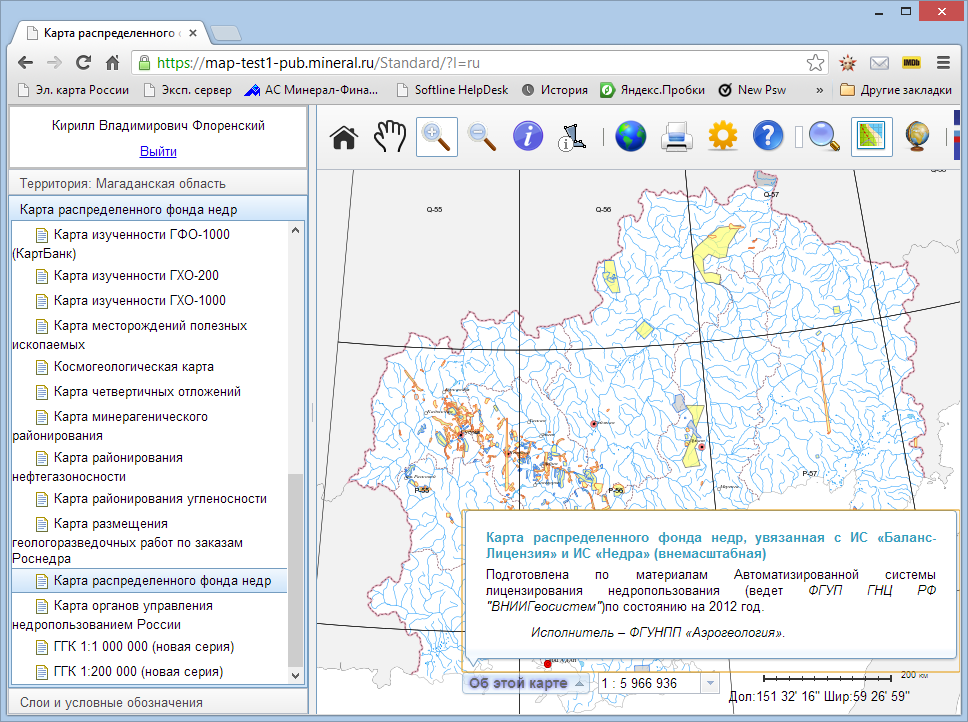 Карта распределенного
https://map-test1-pub.mineral.ru/Standard/?l=ru
IMDb
Эл. карта России
Эксп. сервер
АС Минерал-Фина...
Softline HelpDesk
История
Яндекс.Пробки
New Psw
»
Другие закладки
Кирилл Владимирович Флоренский
Выйти
Территория: Магаданская область
Карта распределенного фонда недр
Карта изученности ГФО-1000
(КартБанк)
Карта изученности ГХО-200
Карта изученности ГХО-1000
Карта месторождений полезных
ископаемых
Космогеологическая карта
Карта четвертичных отложений
Карта минерагенического
районирования
Карта районирования
нефтегазоносности
Карта районирования угленосности
Карта размещения
геологоразведочных работ по заказам
Роснедра
Карта распределенного фонда недр
Карта органов управления
недропользованием России
ГГК 1:1 000 000 (новая серия)
ГГК 1:200 000 (новая серия)
Слои и условные обозначения
Q-55
Q-56
Q-57
P-55
P-56
P-57
Карта распределенного фонда недр, увязанная с ИС «Баланс-
Лицензия» и ИС «Недра» (внемасштабная)
Подготовлена по материалам Автоматизированной системы
лицензирования недропользования (ведет ФГУП ГНЦ РФ
"ВНИИГеосистем")по состоянию на 2012 год.
Исполнитель – ФГУНПП «Аэрогеология».
Об этой карте
1 : 5 966 936
200 км
Дол:151 32' 16'' Шир:59 26' 59''